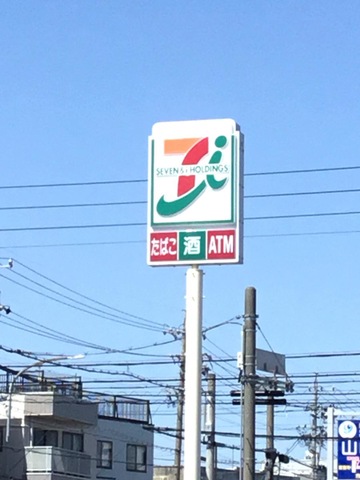 SEVEN & i HOLDINGS
たばこ 酒 ATM